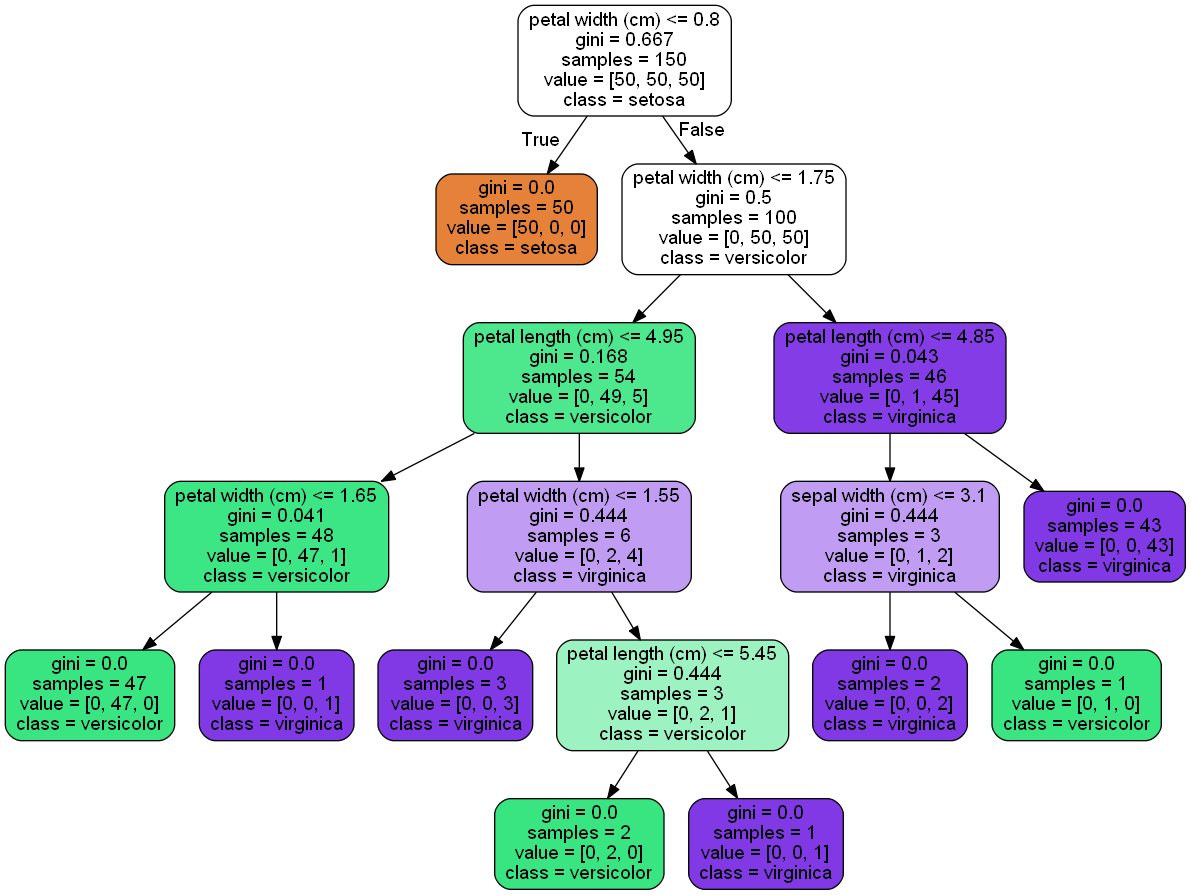 petal width (cm) <= 0.8
gini = 0.667
samples = 150
value = [50, 50, 50]
class = setosa
True
False
gini = 0.0
samples = 50
value = [50, 0, 0]
class = setosa
petal width (cm) <= 1.75
gini = 0.5
samples = 100
value = [0, 50, 50]
class = versicolor
petal length (cm) <= 4.95
gini = 0.168
samples = 54
value = [0, 49, 5]
class = versicolor
petal length (cm) <= 4.85
gini = 0.043
samples = 46
value = [0, 1, 45]
class = virginica
petal width (cm) <= 1.65
gini = 0.041
samples = 48
value = [0, 47, 1]
class = versicolor
petal width (cm) <= 1.55
gini = 0.444
samples = 6
value = [0, 2, 4]
class = virginica
sepal width (cm) <= 3.1
gini = 0.444
samples = 3
value = [0, 1, 2]
class = virginica
gini = 0.0
samples = 43
value = [0, 0, 43]
class = virginica
gini = 0.0
samples = 47
value = [0, 47, 0]
class = versicolor
gini = 0.0
samples = 1
value = [0, 0, 1]
class = virginica
gini = 0.0
samples = 3
value = [0, 0, 3]
class = virginica
petal length (cm) <= 5.45
gini = 0.444
samples = 3
value = [0, 2, 1]
class = versicolor
gini = 0.0
samples = 2
value = [0, 0, 2]
class = virginica
gini = 0.0
samples = 1
value = [0, 1, 0]
class = versicolor
gini = 0.0
samples = 2
value = [0, 2, 0]
class = versicolor
gini = 0.0
samples = 1
value = [0, 0, 1]
class = virginica